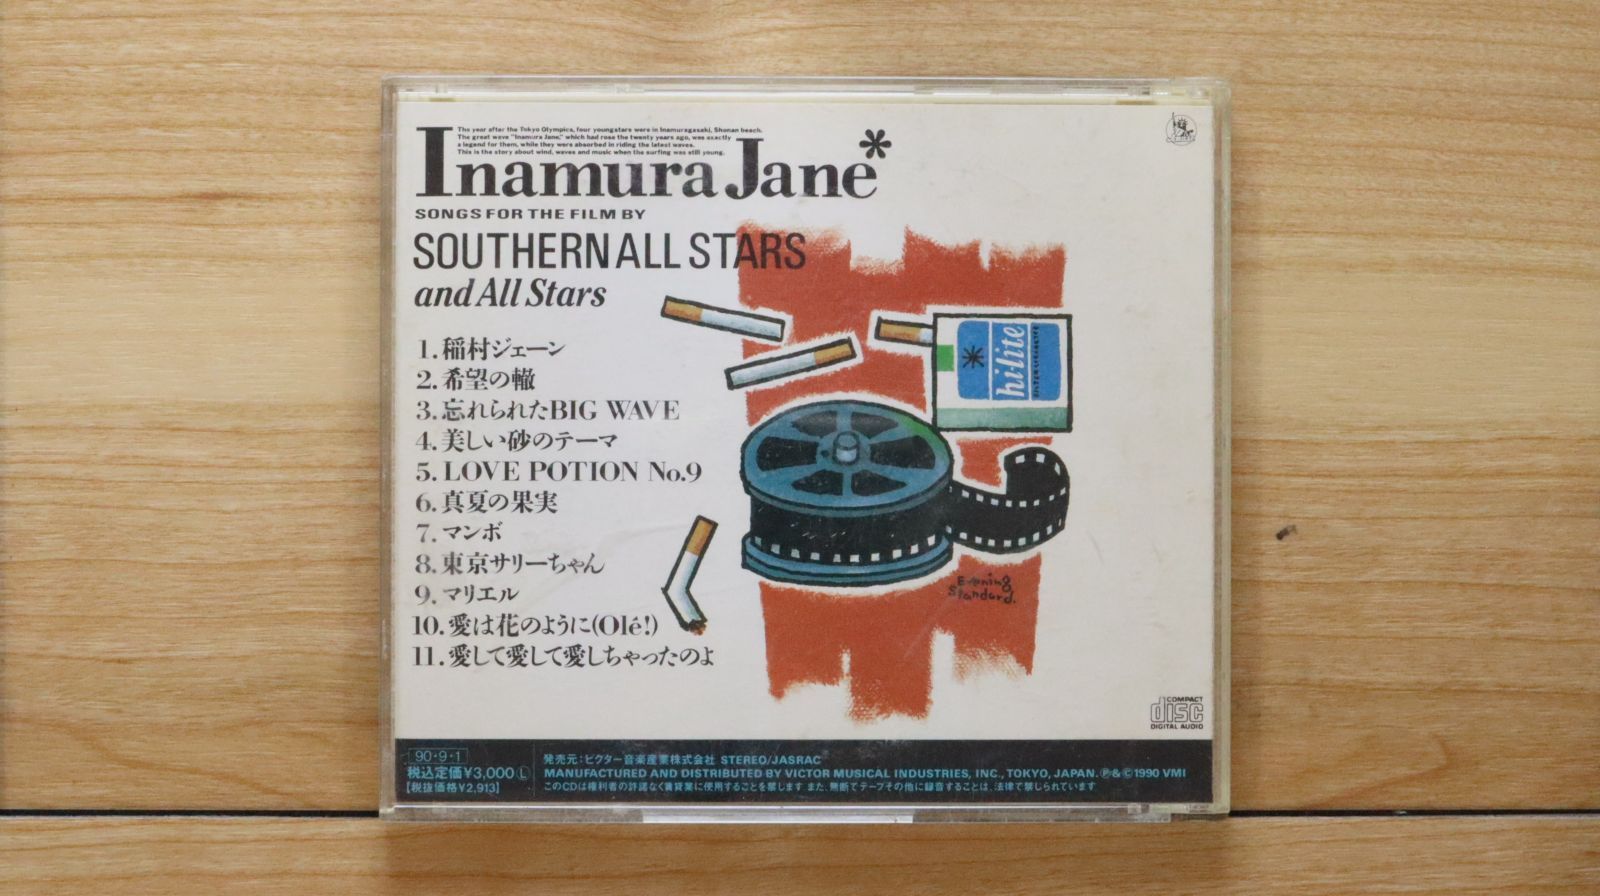 The year after the Tokyo Olympics, four youngstars were in Inamuragasaki, Shonan beach.
The great wave "Inamura Jane," which had rose the twenty years ago, was exactly
a legend for them, while they were absorbed in riding the latest waves.
This is the story about wind, waves and music when the surfing was still young.
Inamura Jane*
SONGS FOR THE FILM BY
SOUTHERN ALL STARS
and All Stars
1. 稲村ジェーン
2. 希望の轍
3. 忘れられたBIG WAVE
4. 美しい砂のテーマ
5. LOVE POTION No.9
6. 真夏の果実
7. マンボ
8. 東京サリーちゃん
9. マリエル
10. 愛は花のように(Olé!)
11. 愛して愛して愛しちゃったのよ
hi-lite
Evening
Standard.
COMPACT
disc
DIGITAL AUDIO
90・9・1
税込定価¥3,000 Ⓛ
【税抜価格¥2,913】
発売元：ビクター音楽産業株式会社 STEREO/JASRAC
MANUFACTURED AND DISTRIBUTED BY VICTOR MUSICAL INDUSTRIES, INC., TOKYO, JAPAN. Ⓟ&©1990 VMI
このCDは権利者の許諾なく賃貸業に使用することを禁じます また、無断でテープその他に録音することは、法律で禁じられています